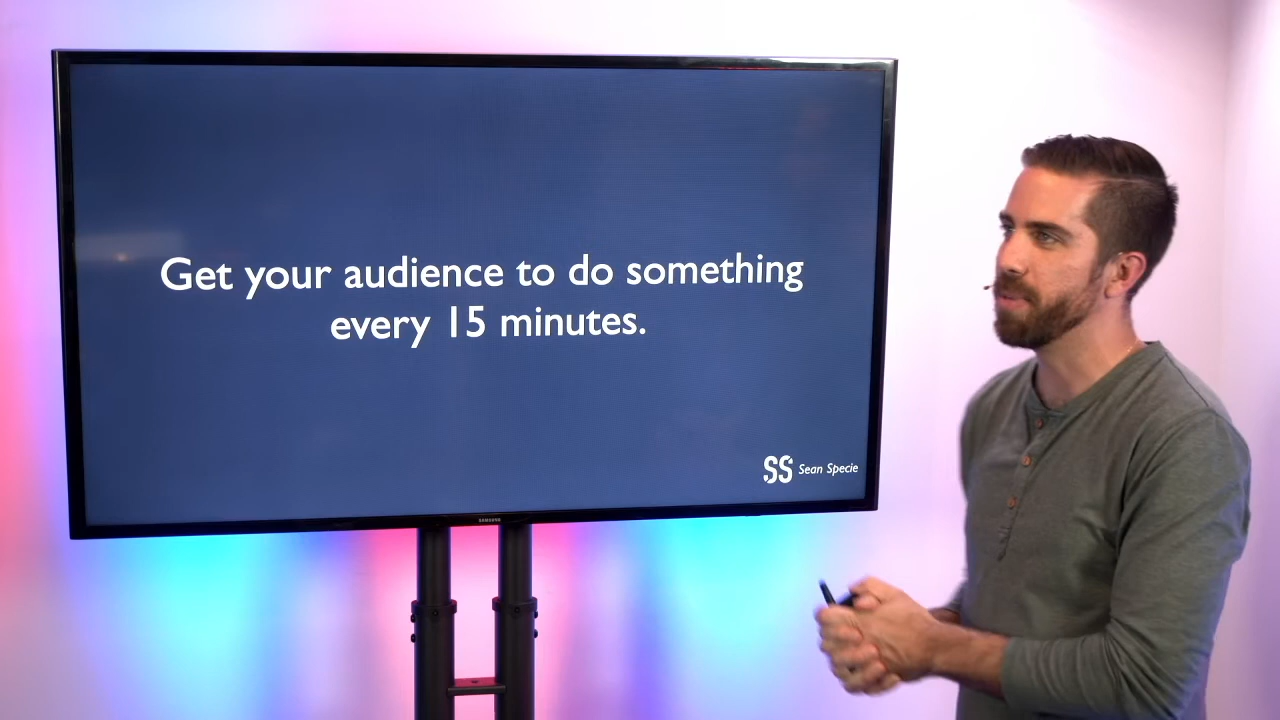 Get your audience to do something
every 15 minutes.
SS Sean Specie
SAMSUNG